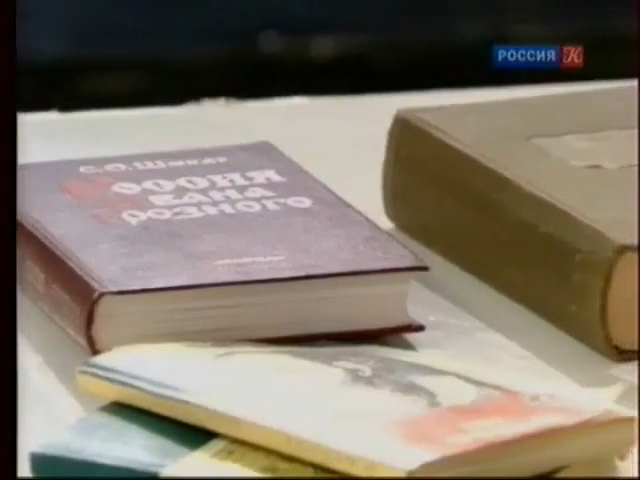 РОССИЯ К
С.О. Шмидт
РОССИЯ
ИВАНА
ГРОЗНОГО